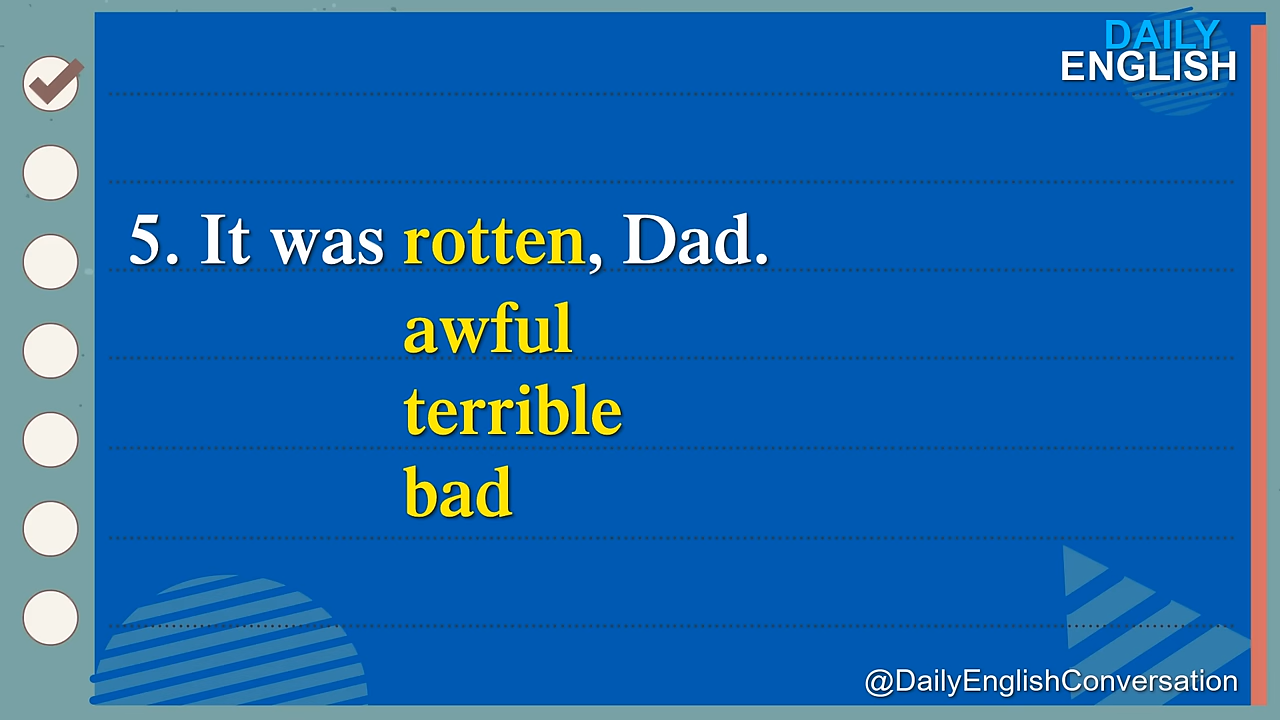 DAILY
ENGLISH
5. It was rotten, Dad.
awful
terrible
bad
@DailyEnglishConversation